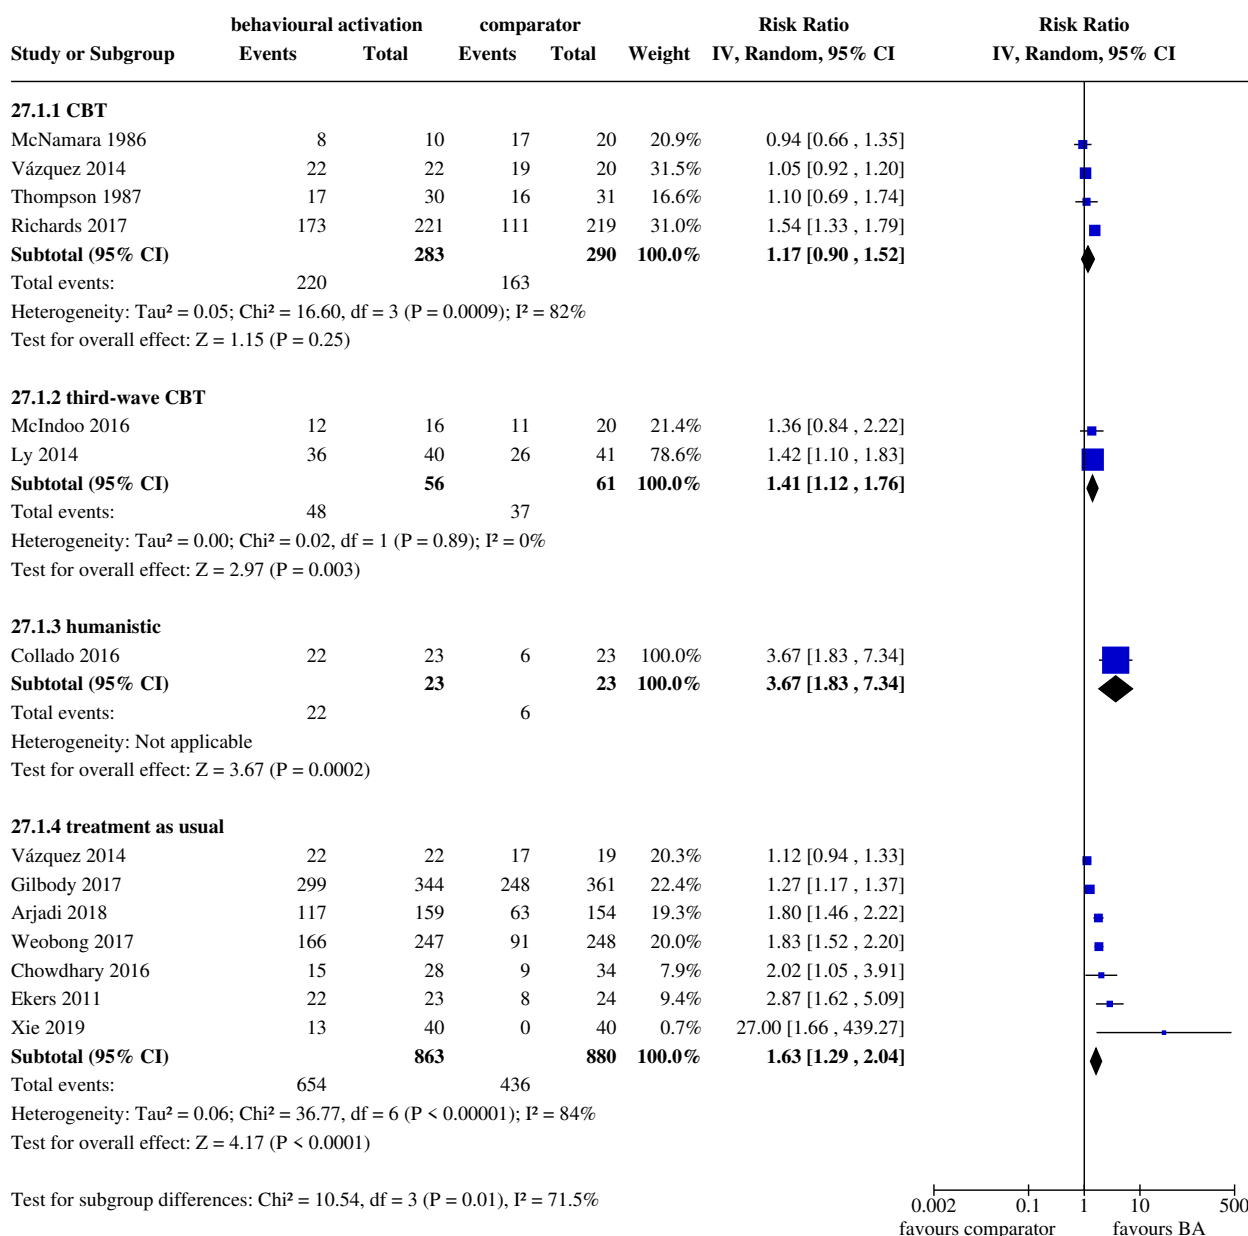 behavioural activation comparator Risk Ratio Risk Ratio
Study or Subgroup Events Total Events Total Weight IV, Random, 95% CI IV, Random, 95% CI
27.1.1 CBT
McNamara 1986 8 10 17 20 20.9% 0.94 [0.66 , 1.35]
Vázquez 2014 22 22 19 20 31.5% 1.05 [0.92 , 1.20]
Thompson 1987 17 30 16 31 16.6% 1.10 [0.69 , 1.74]
Richards 2017 173 221 111 219 31.0% 1.54 [1.33 , 1.79]
Subtotal (95% CI) 283 290 100.0% 1.17 [0.90 , 1.52]
Total events: 220 163
Heterogeneity: Tau² = 0.05; Chi² = 16.60, df = 3 (P = 0.0009); I² = 82%
Test for overall effect: Z = 1.15 (P = 0.25)
27.1.2 third-wave CBT
McIndoo 2016 12 16 11 20 21.4% 1.36 [0.84 , 2.22]
Ly 2014 36 40 26 41 78.6% 1.42 [1.10 , 1.83]
Subtotal (95% CI) 56 61 100.0% 1.41 [1.12 , 1.76]
Total events: 48 37
Heterogeneity: Tau² = 0.00; Chi² = 0.02, df = 1 (P = 0.89); I² = 0%
Test for overall effect: Z = 2.97 (P = 0.003)
27.1.3 humanistic
Collado 2016 22 23 6 23 100.0% 3.67 [1.83 , 7.34]
Subtotal (95% CI) 23 23 100.0% 3.67 [1.83 , 7.34]
Total events: 22 6
Heterogeneity: Not applicable
Test for overall effect: Z = 3.67 (P = 0.0002)
27.1.4 treatment as usual
Vázquez 2014 22 22 17 19 20.3% 1.12 [0.94 , 1.33]
Gilbody 2017 299 344 248 361 22.4% 1.27 [1.17 , 1.37]
Arjadi 2018 117 159 63 154 19.3% 1.80 [1.46 , 2.22]
Weobong 2017 166 247 91 248 20.0% 1.83 [1.52 , 2.20]
Chowdhary 2016 15 28 9 34 7.9% 2.02 [1.05 , 3.91]
Ekers 2011 22 23 8 24 9.4% 2.87 [1.62 , 5.09]
Xie 2019 13 40 0 40 0.7% 27.00 [1.66 , 439.27]
Subtotal (95% CI) 863 880 100.0% 1.63 [1.29 , 2.04]
Total events: 654 436
Heterogeneity: Tau² = 0.06; Chi² = 36.77, df = 6 (P < 0.00001); I² = 84%
Test for overall effect: Z = 4.17 (P < 0.0001)
Test for subgroup differences: Chi² = 10.54, df = 3 (P = 0.01), I² = 71.5%
0.002 0.1 1 10 500
favours comparator favours BA